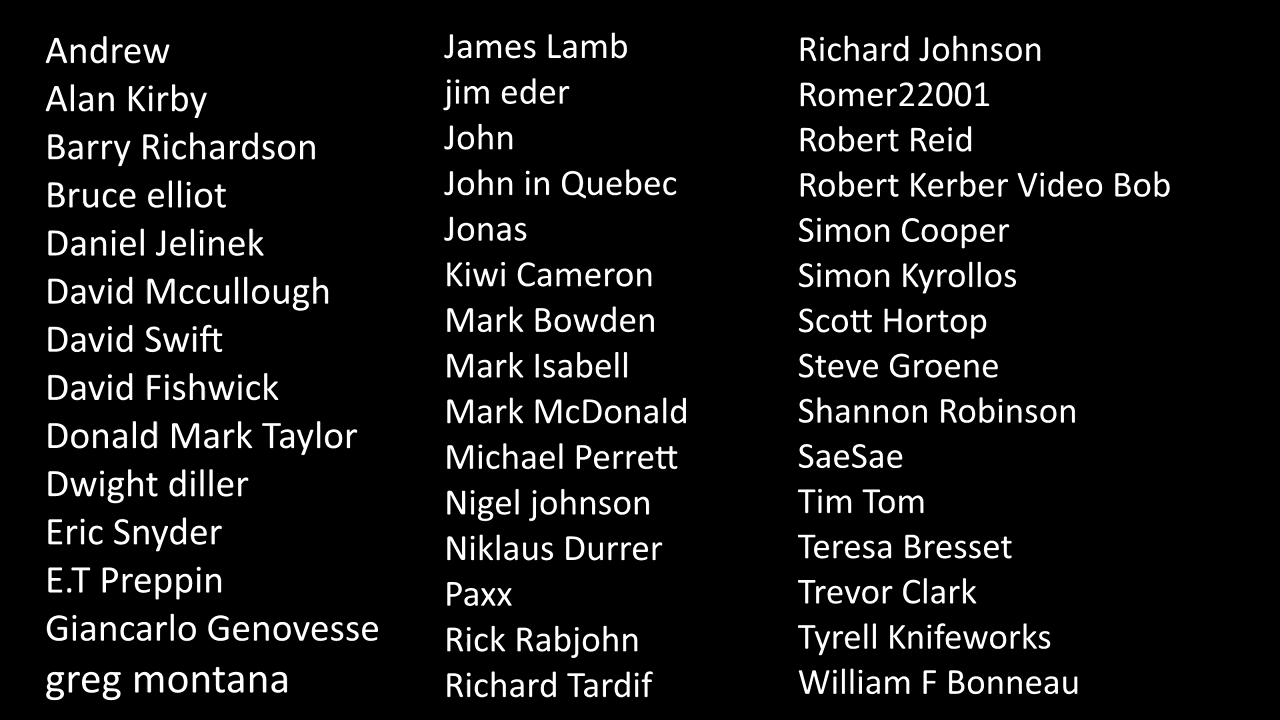 Andrew
Alan Kirby
Barry Richardson
Bruce elliot
Daniel Jelinek
David Mccullough
David Swift
David Fishwick
Donald Mark Taylor
Dwight diller
Eric Snyder
E.T Preppin
Giancarlo Genovesse
greg montana
James Lamb
jim eder
John
John in Quebec
Jonas
Kiwi Cameron
Mark Bowden
Mark Isabell
Mark McDonald
Michael Perrett
Nigel johnson
Niklaus Durrer
Paxx
Rick Rabjohn
Richard Tardif
Richard Johnson
Romer22001
Robert Reid
Robert Kerber Video Bob
Simon Cooper
Simon Kyrollos
Scott Hortop
Steve Groene
Shannon Robinson
SaeSae
Tim Tom
Teresa Bresset
Trevor Clark
Tyrell Knifeworks
William F Bonneau